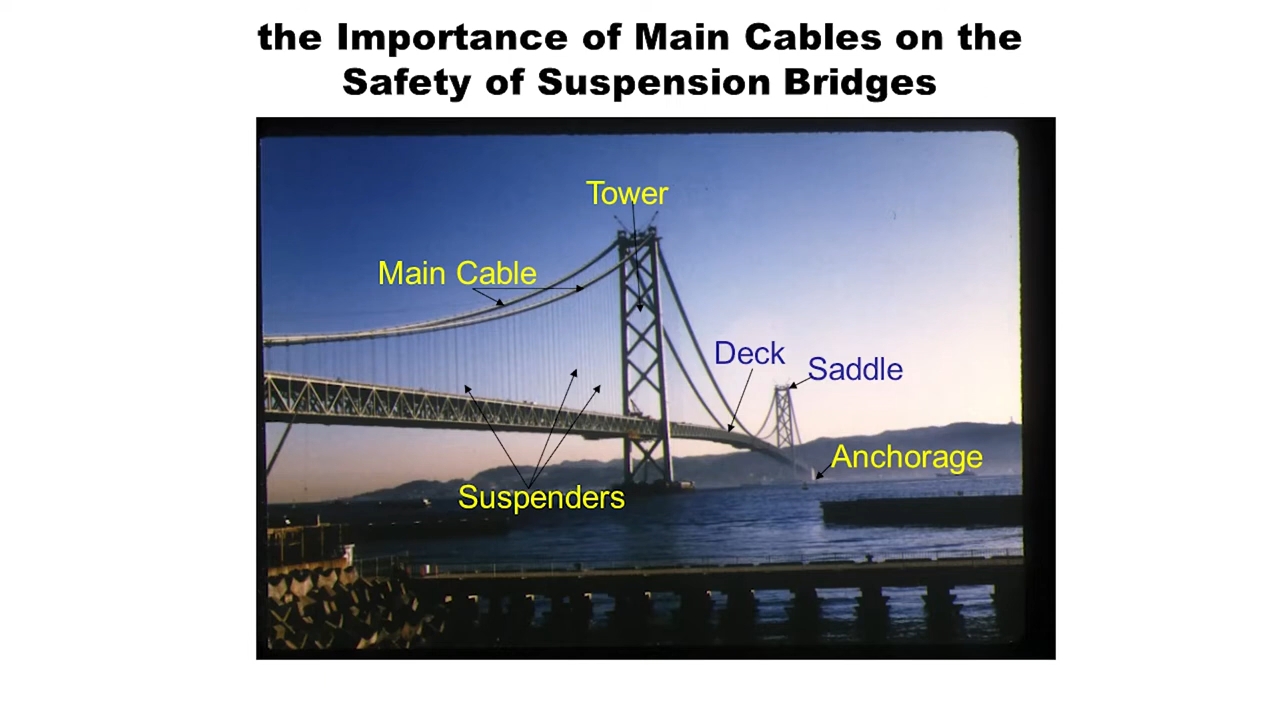 the Importance of Main Cables on the
Safety of Suspension Bridges
Tower
Main Cable
Deck
Saddle
Anchorage
Suspenders